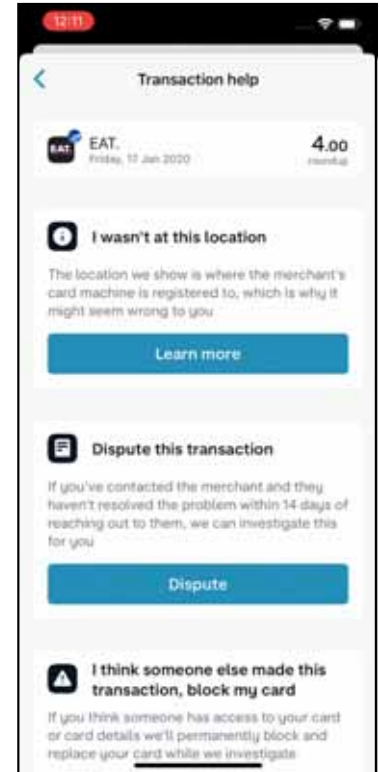 12:11
Transaction help
EAT.
EAT.
4.00
Friday, 17 Jan 2020
roundup
I wasn't at this location
The location we show is where the merchant's
card machine is registered to, which is why it
might seem wrong to you
Learn more
Dispute this transaction
If you've contacted the merchant and they
haven't resolved the problem within 14 days of
reaching out to them, we can investigate this
for you
Dispute
I think someone else made this
transaction, block my card
If you think someone has access to your card
or card details we'll permanently block and
replace your card while we investigate